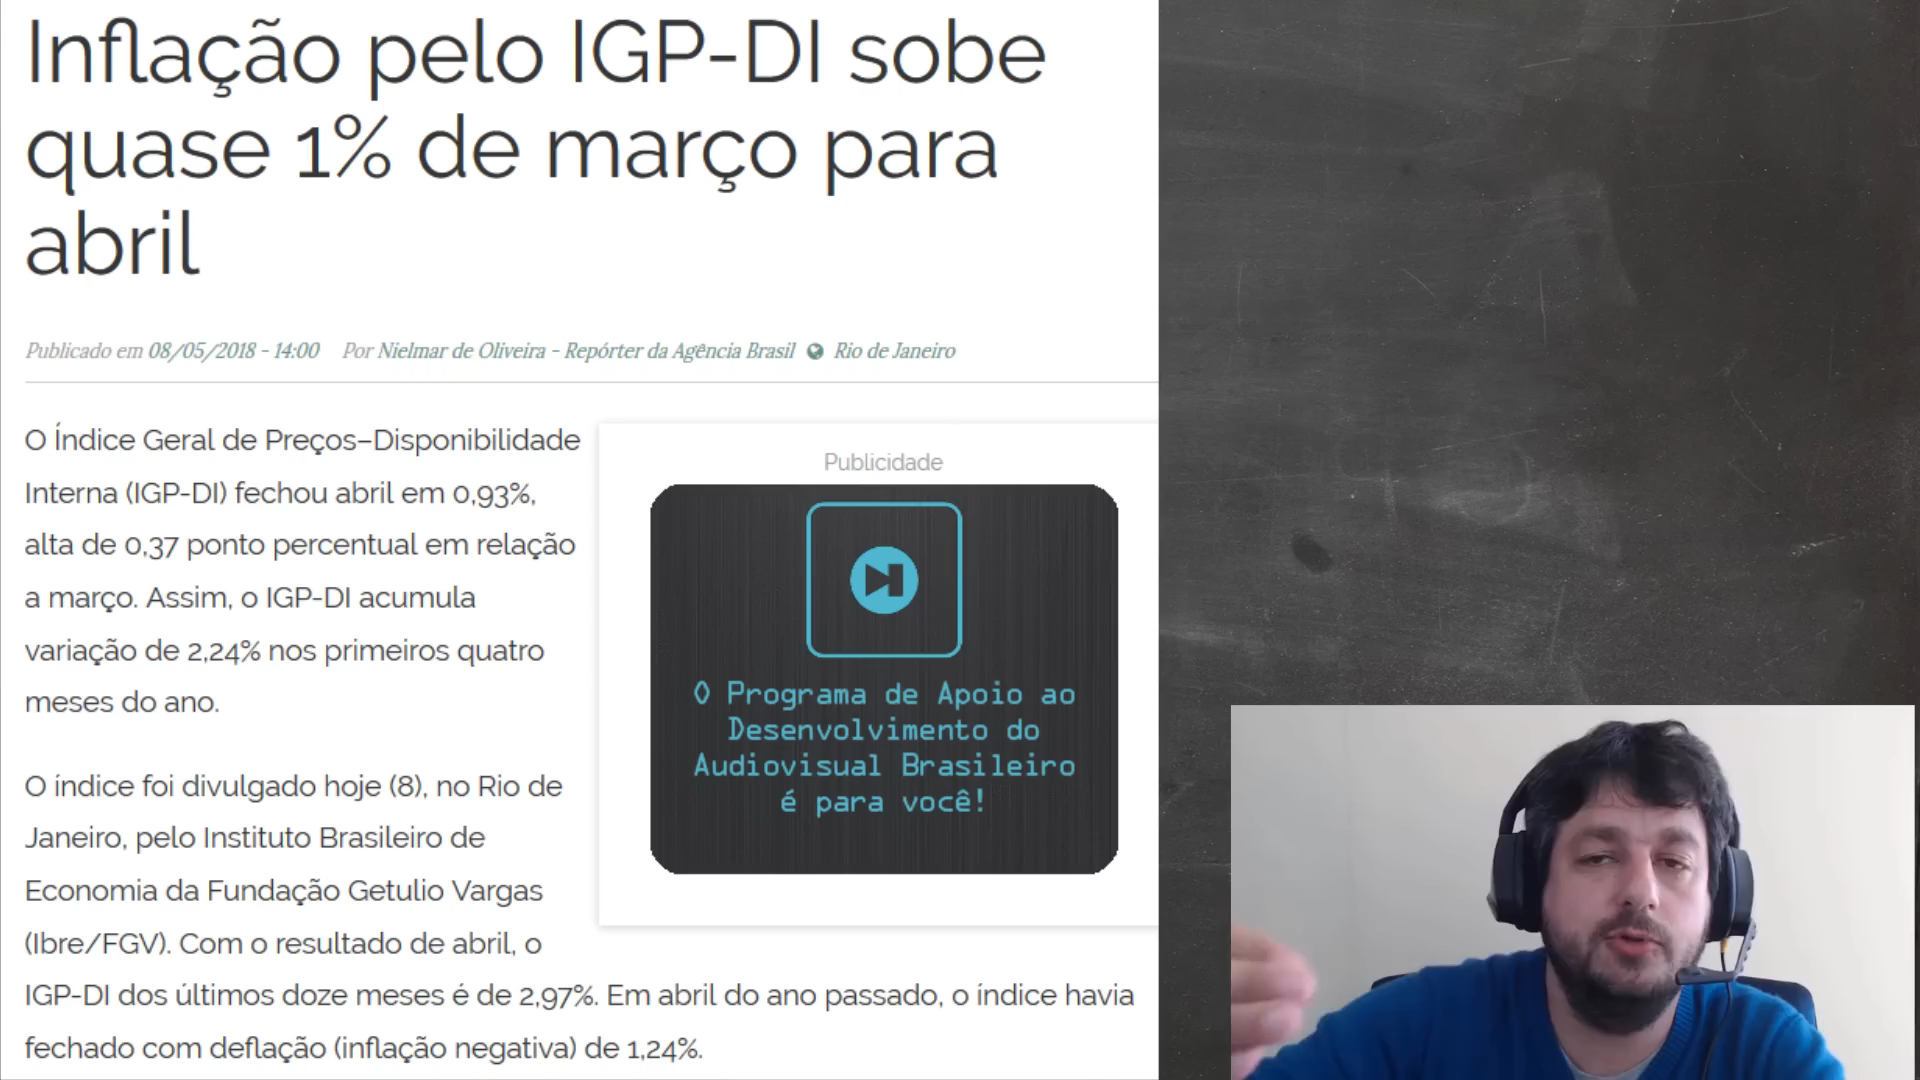 Inflação pelo IGP-DI sobe
quase 1% de março para
abril
Publicado em 08/05/2018 - 14:00 Por Nielmar de Oliveira - Repórter da Agência Brasil Rio de Janeiro
O Índice Geral de Preços–Disponibilidade
Interna (IGP-DI) fechou abril em 0,93%,
alta de 0,37 ponto percentual em relação
a março. Assim, o IGP-DI acumula
variação de 2,24% nos primeiros quatro
meses do ano.
Publicidade
O Programa de Apoio ao
Desenvolvimento do
Audiovisual Brasileiro
é para você!
O índice foi divulgado hoje (8), no Rio de
Janeiro, pelo Instituto Brasileiro de
Economia da Fundação Getulio Vargas
(Ibre/FGV). Com o resultado de abril, o
IGP-DI dos últimos doze meses é de 2,97%. Em abril do ano passado, o índice havia
fechado com deflação (inflação negativa) de 1,24%.